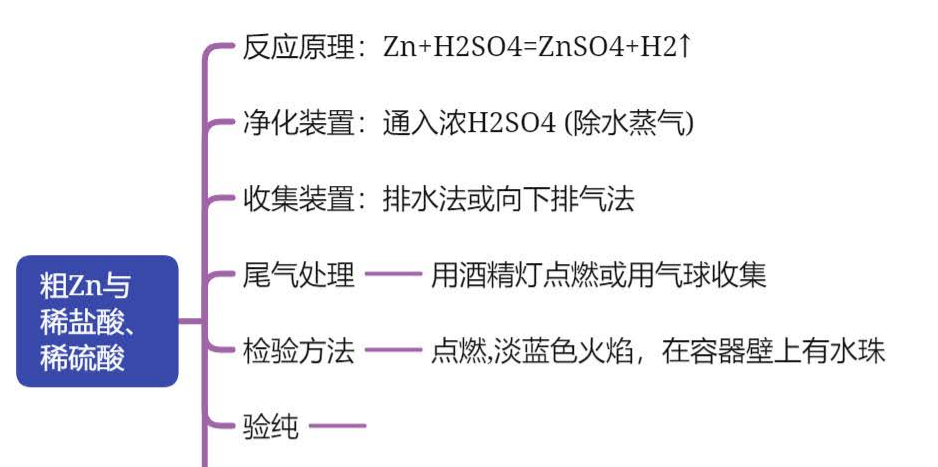 反应原理：Zn+H2SO4=ZnSO4+H2↑
净化装置：通入浓H2SO4 (除水蒸气)
收集装置：排水法或向下排气法
尾气处理
用酒精灯点燃或用气球收集
粗Zn与
稀盐酸、
稀硫酸
检验方法
点燃,淡蓝色火焰，在容器壁上有水珠
验纯